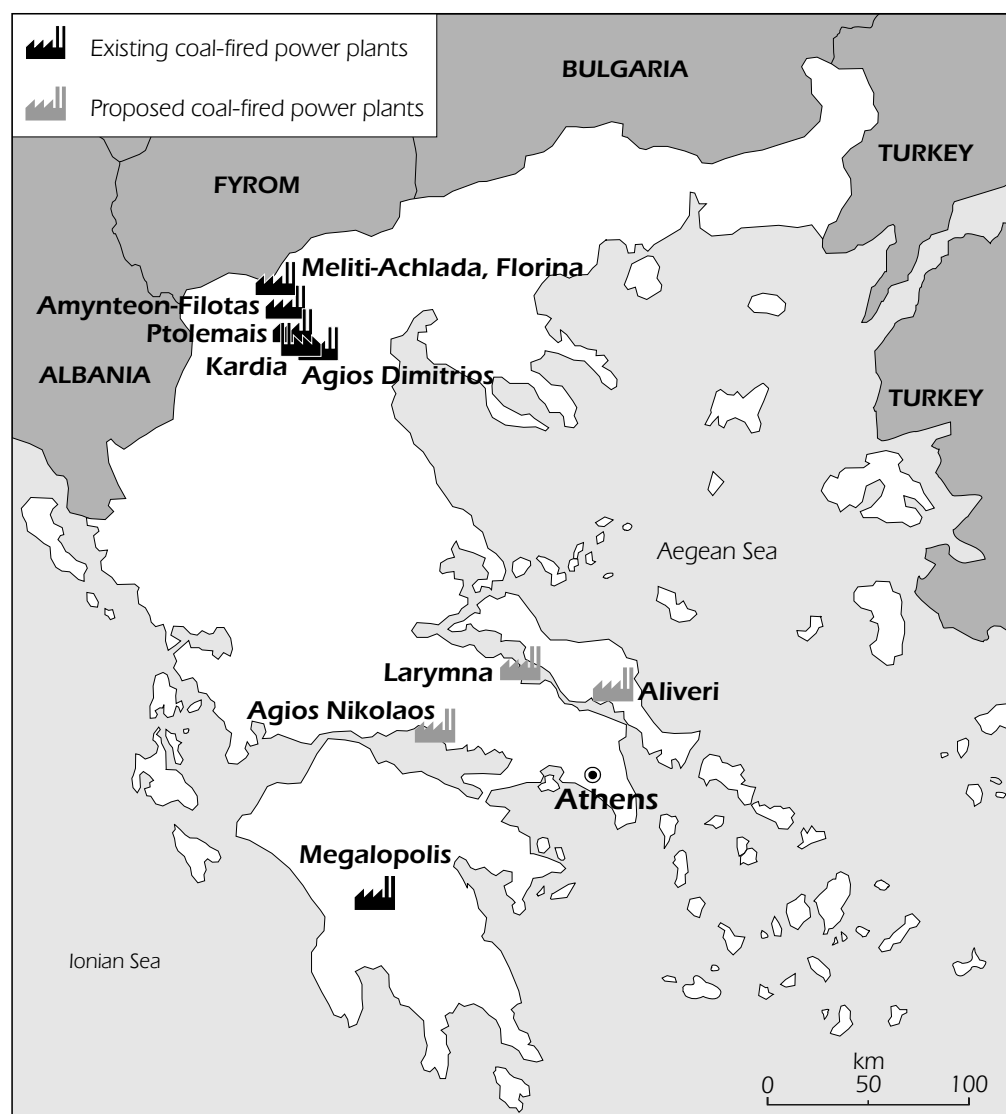 Existing coal-fired power plants
Proposed coal-fired power plants
BULGARIA
TURKEY
FYROM
Meliti-Achlada, Florina
Amynteon-Filotas
Ptolemais
Kardia
Agios Dimitrios
ALBANIA
TURKEY
Aegean Sea
Larymna
Aliveri
Agios Nikolaos
Athens
Megalopolis
Ionian Sea
km
0 50 100